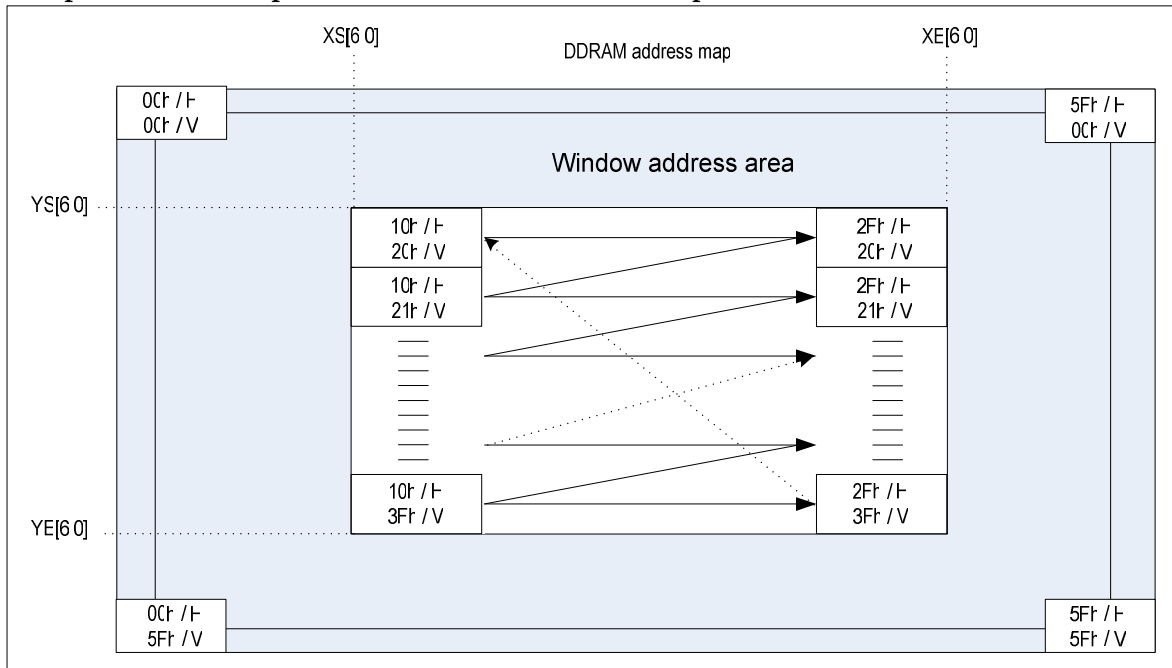 XS[6 0]
XE[6 0]
DDRAM address map
00h / H
00h / V
5Fh / H
00h / V
Window address area
YS[6 0]
10h / H
20h / V
2Fh / H
20h / V
10h / H
21h / V
2Fh / H
21h / V
10h / H
3Fh / V
2Fh / H
3Fh / V
YE[6 0]
00h / H
5Fh / V
5Fh / H
5Fh / V